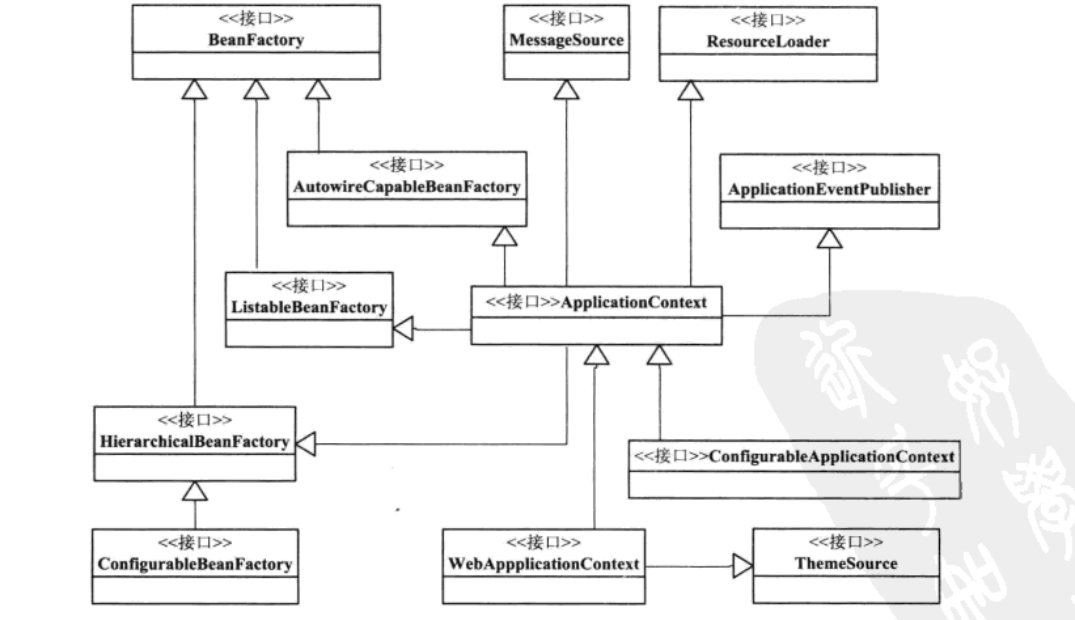 <<接口>>
BeanFactory
<<接口>>
MessageSource
<<接口>>
ResourceLoader
<<接口>>
AutowireCapableBeanFactory
<<接口>>
ApplicationEventPublisher
<<接口>>
ListableBeanFactory
<<接口>>ApplicationContext
<<接口>>
HierarchicalBeanFactory
<<接口>>ConfigurableApplicationContext
<<接口>>
ConfigurableBeanFactory
<<接口>>
WebAppplicationContext
<<接口>>
ThemeSource